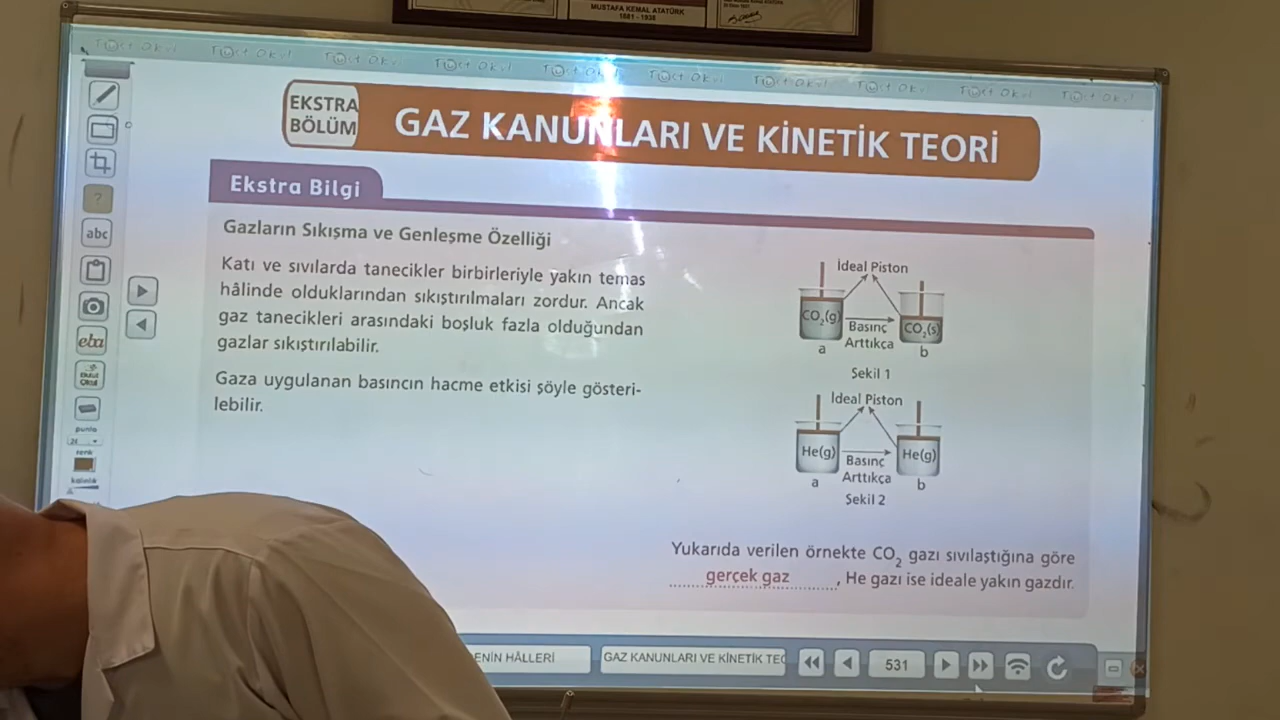 MUSTAFA KEMAL ATATÜRK
1881 - 1938
EKSTRA
BÖLÜM
GAZ KANUNLARI VE KİNETİK TEORİ
Ekstra Bilgi
Gazların Sıkışma ve Genleşme Özelliği
Katı ve sıvılarda tanecikler birbirleriyle yakın temas
hâlinde olduklarından sıkıştırılmaları zordur. Ancak
gaz tanecikleri arasındaki boşluk fazla olduğundan
gazlar sıkıştırılabilir.
Gaza uygulanan basıncın hacme etkisi şöyle gösteri-
lebilir.
İdeal Piston
CO₂(g)
Basınç
Arttıkça
CO₂(s)
a
b
Şekil 1
İdeal Piston
He(g)
Basınç
Arttıkça
He(g)
a
b
Şekil 2
Yukarıda verilen örnekte CO₂ gazı sıvılaştığına göre
gerçek gaz, He gazı ise ideale yakın gazdır.
?
abc
eba
punto
renk
kalınlık
ENİN HÂLLERİ
GAZ KANUNLARI VE KİNETİK TEO
531